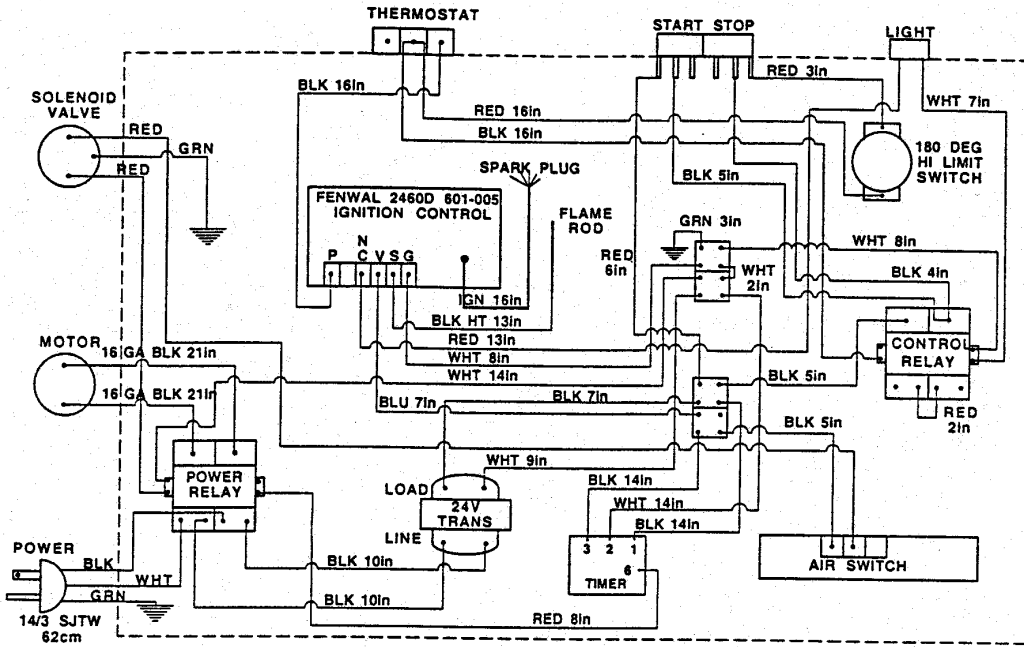 THERMOSTAT
START STOP
LIGHT
RED 3in
BLK 16in
WHT 7in
SOLENOID
VALVE
RED
RED 16in
BLK 16in
GRN
RED
180 DEG
HI LIMIT
SWITCH
SPARK PLUG
BLK 5in
FENWAL 2460D 601-005
IGNITION CONTROL
FLAME
ROD
GRN 3in
P
N
C V S G
RED
6in
WHT 8in
WHT
2in
BLK 4in
IGN 16in
BLK HT 13in
RED 13in
WHT 8in
WHT 14in
CONTROL
RELAY
MOTOR
16 GA BLK 21in
16 GA BLK 21in
BLU 7in
BLK 7in
BLK 5in
RED
2in
BLK 5in
WHT 9in
POWER
RELAY
LOAD
24V
TRANS
LINE
BLK 14in
WHT 14in
BLK 14in
3 2 1
6
TIMER
AIR SWITCH
POWER
BLK
WHT
GRN
14/3 SJTW
62cm
BLK 10in
BLK 10in
RED 8in